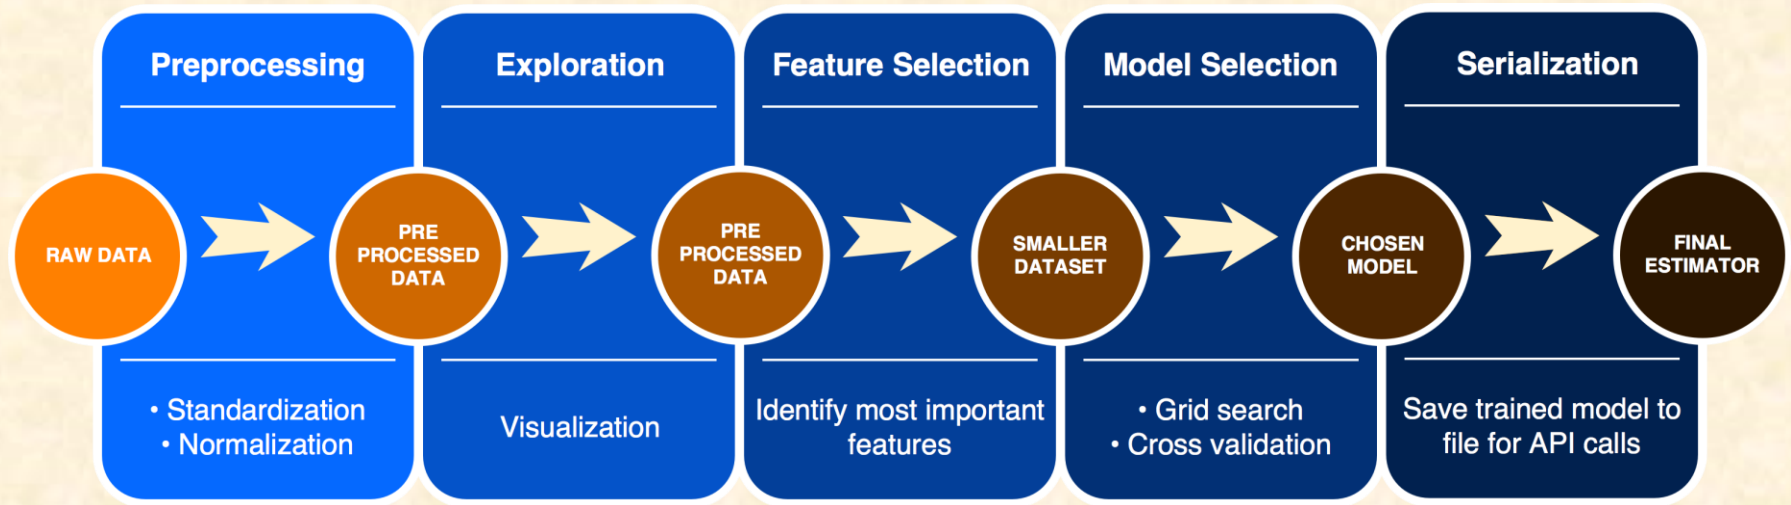 Preprocessing
Exploration
Feature Selection
Model Selection
Serialization
RAW DATA
PRE
PROCESSED
DATA
PRE
PROCESSED
DATA
SMALLER
DATASET
CHOSEN
MODEL
FINAL
ESTIMATOR
• Standardization
• Normalization
Visualization
Identify most important
features
• Grid search
• Cross validation
Save trained model to
file for API calls